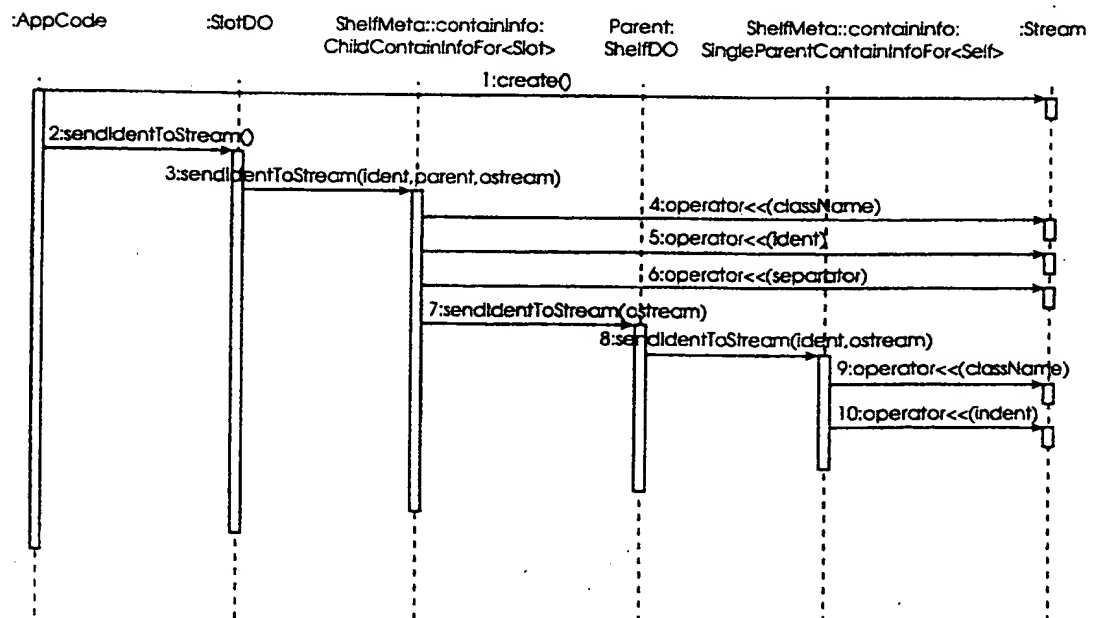 :AppCode
:SlotDO
ShelfMeta::containInfo:
ChildContainInfoFor<Slot>
Parent:
ShelfDO
ShelfMeta::containInfo:
SingleParentContainInfoFor<Self>
:Stream
1:create()
2:sendIdentToStream()
3:sendIdentToStream(ident,parent,ostream)
4:operator<<(className)
5:operator<<(ident)
6:operator<<(separator)
7:sendIdentToStream(ostream)
8:sendIdentToStream(ident,ostream)
9:operator<<(className)
10:operator<<(indent)